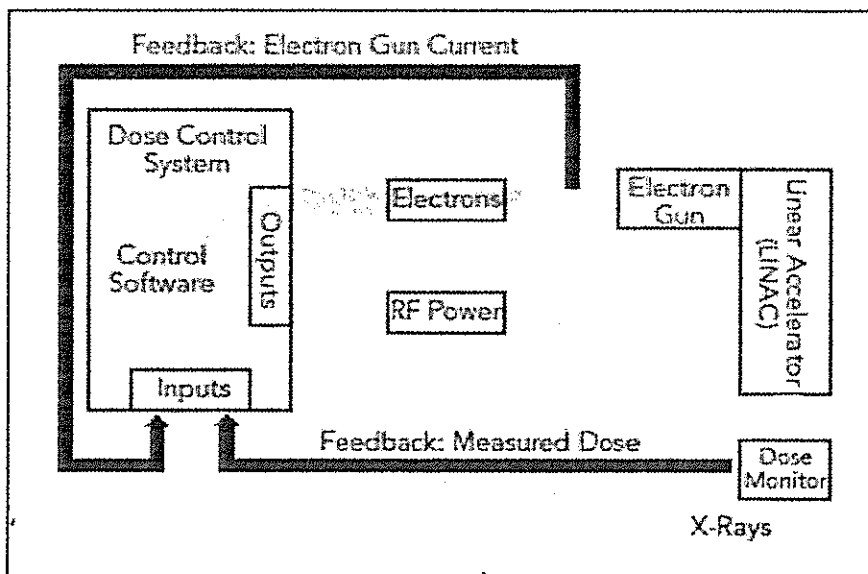 Feedback: Electron Gun Current
Dose Control
System
Control
Software
Outputs
Inputs
Electrons
RF Power
Electron
Gun
Linear Accelerator
(LINAC)
Feedback: Measured Dose
Dose
Monitor
X-Rays